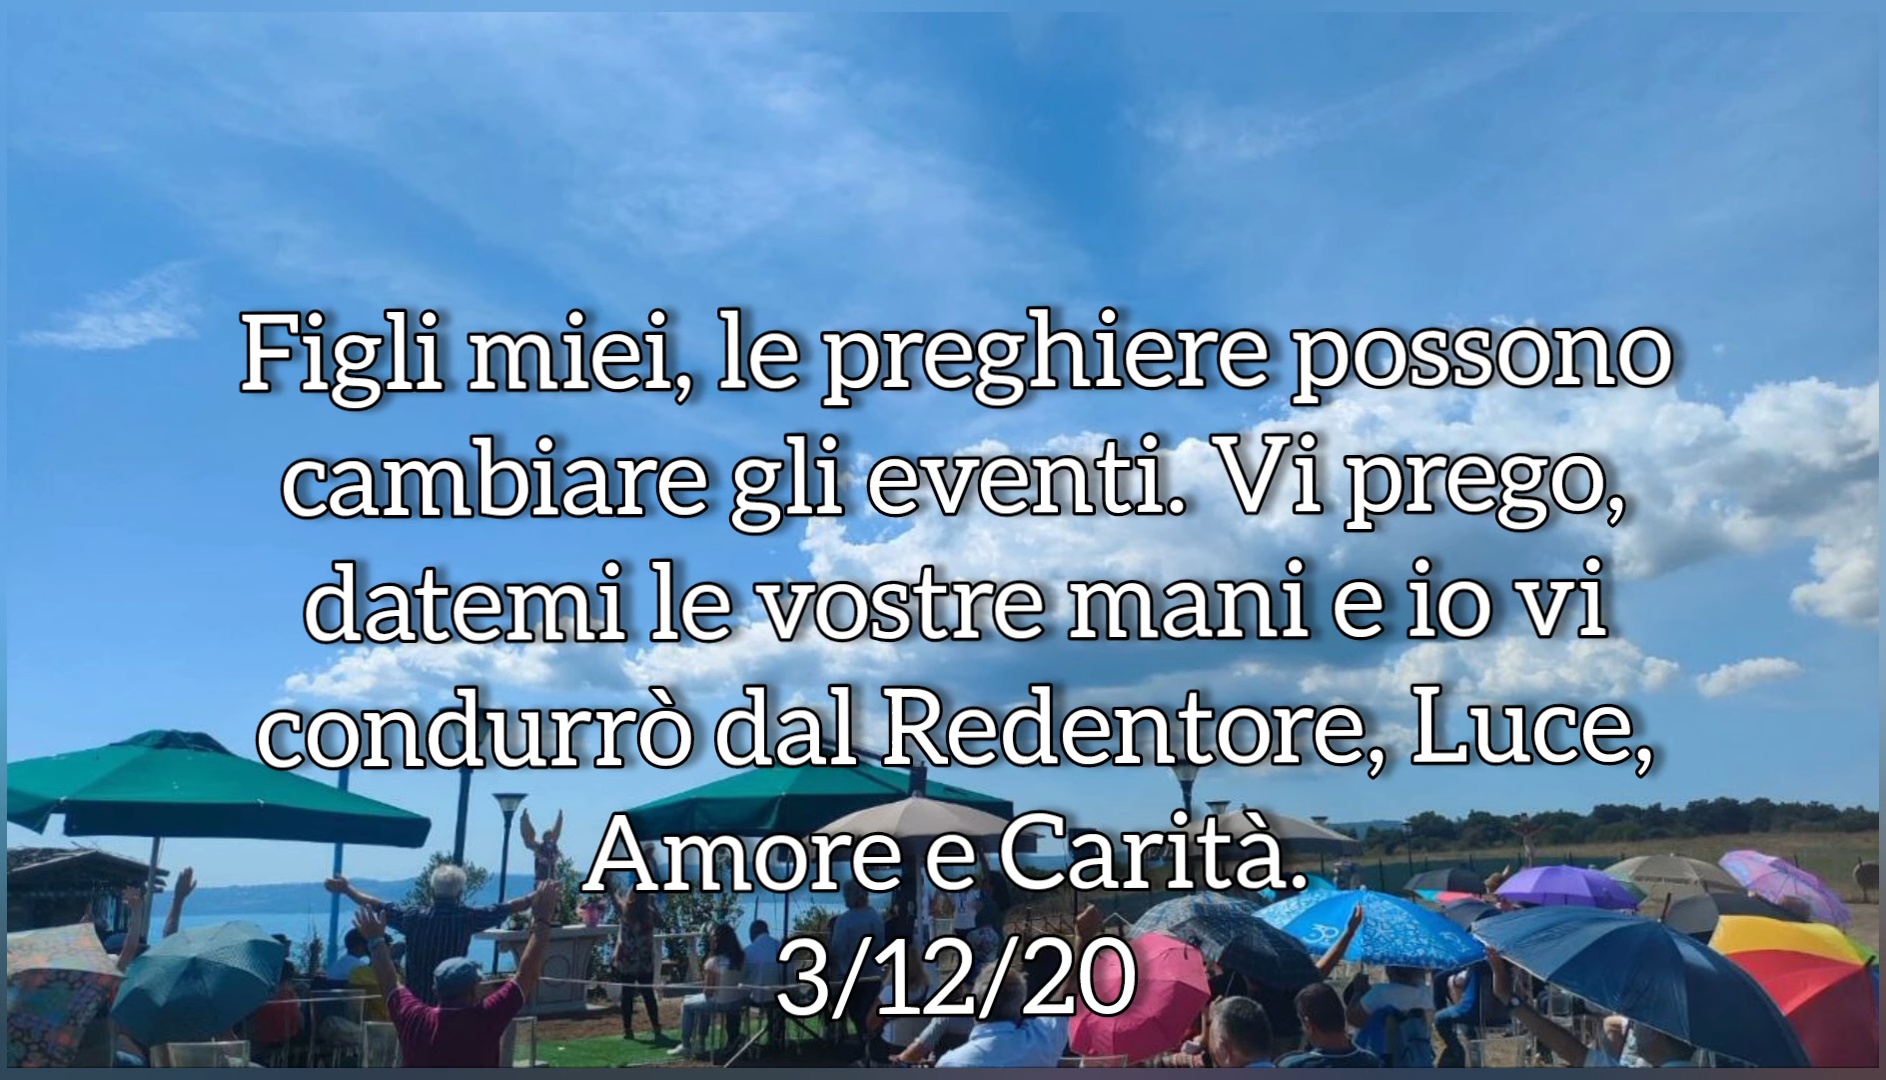 Figli miei, le preghiere possono
cambiare gli eventi. Vi prego,
datemi le vostre mani e io vi
condurrò dal Redentore, Luce,
Amore e Carità.
3/12/20